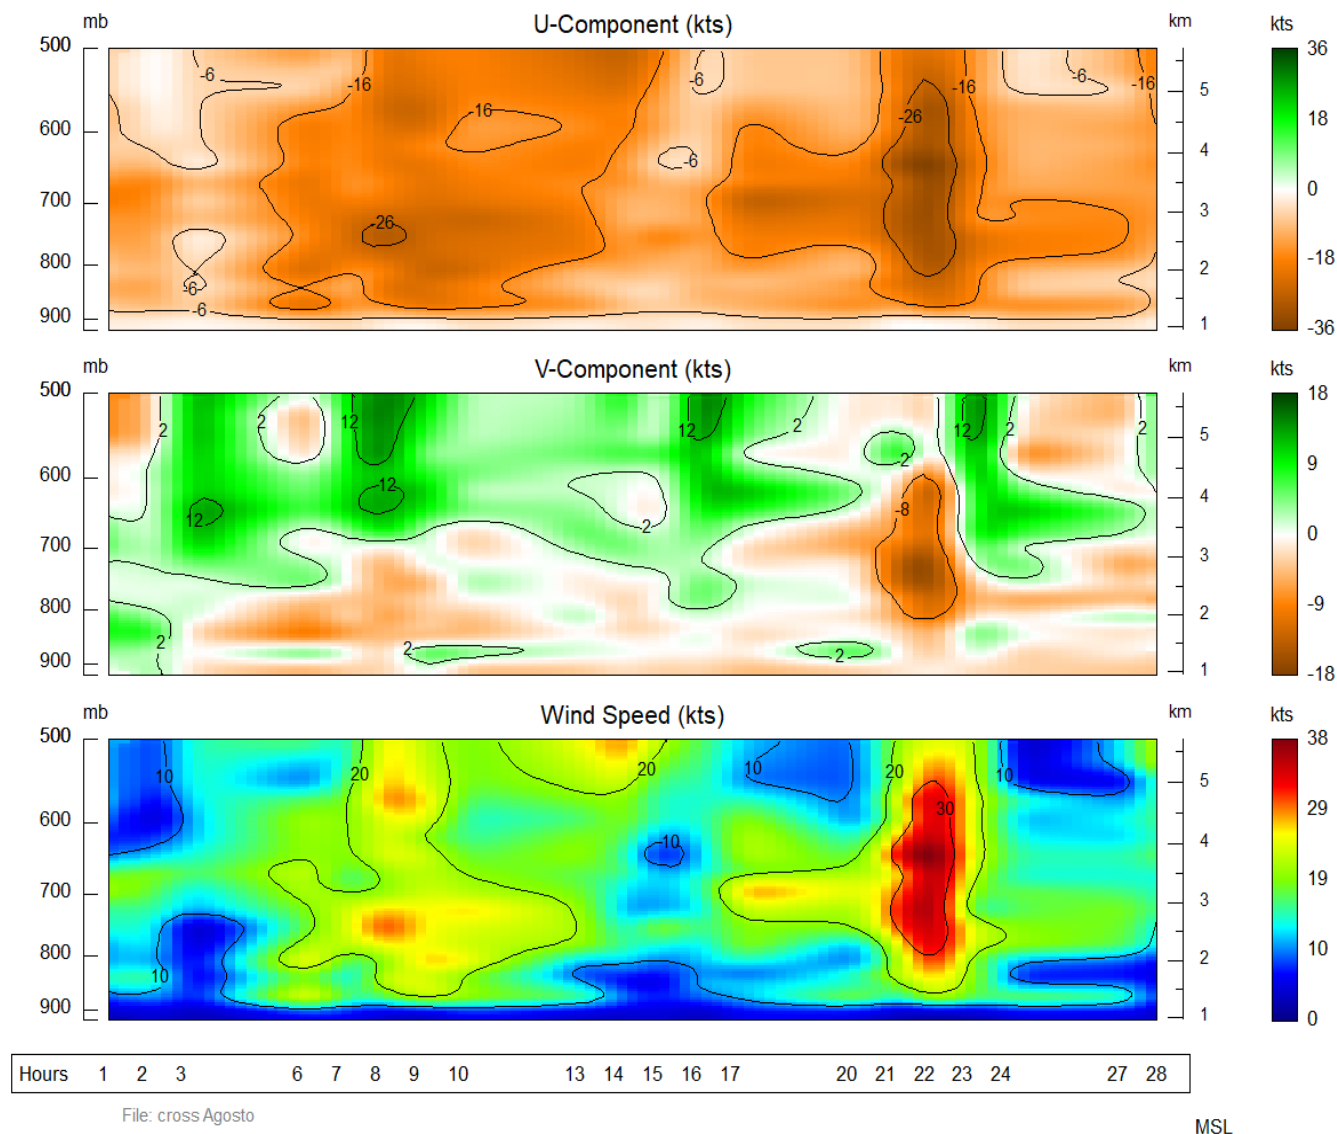 mb U-Component (kts) km kts
500 36
-6 -16 -6 -6 -16 -16
5
-16 -26
600 18
4
-6
700 0
-26 3
800 -18
2
-6
-6
900 1 -36
mb V-Component (kts) km kts
500 18
2 2 12 12 2 12 2 2
5
2
600 9
12 4
12 -8
2
700 0
3
800 -9
2
2 2 2
900 1 -18
mb Wind Speed (kts) km kts
500 38
10 20 20 10 20 10
5
600 30 29
-10 4
700 19
3
800 10
10 2
900 1 0
Hours 1 2 3 6 7 8 9 10 13 14 15 16 17 20 21 22 23 24 27 28
File: cross Agosto
MSL